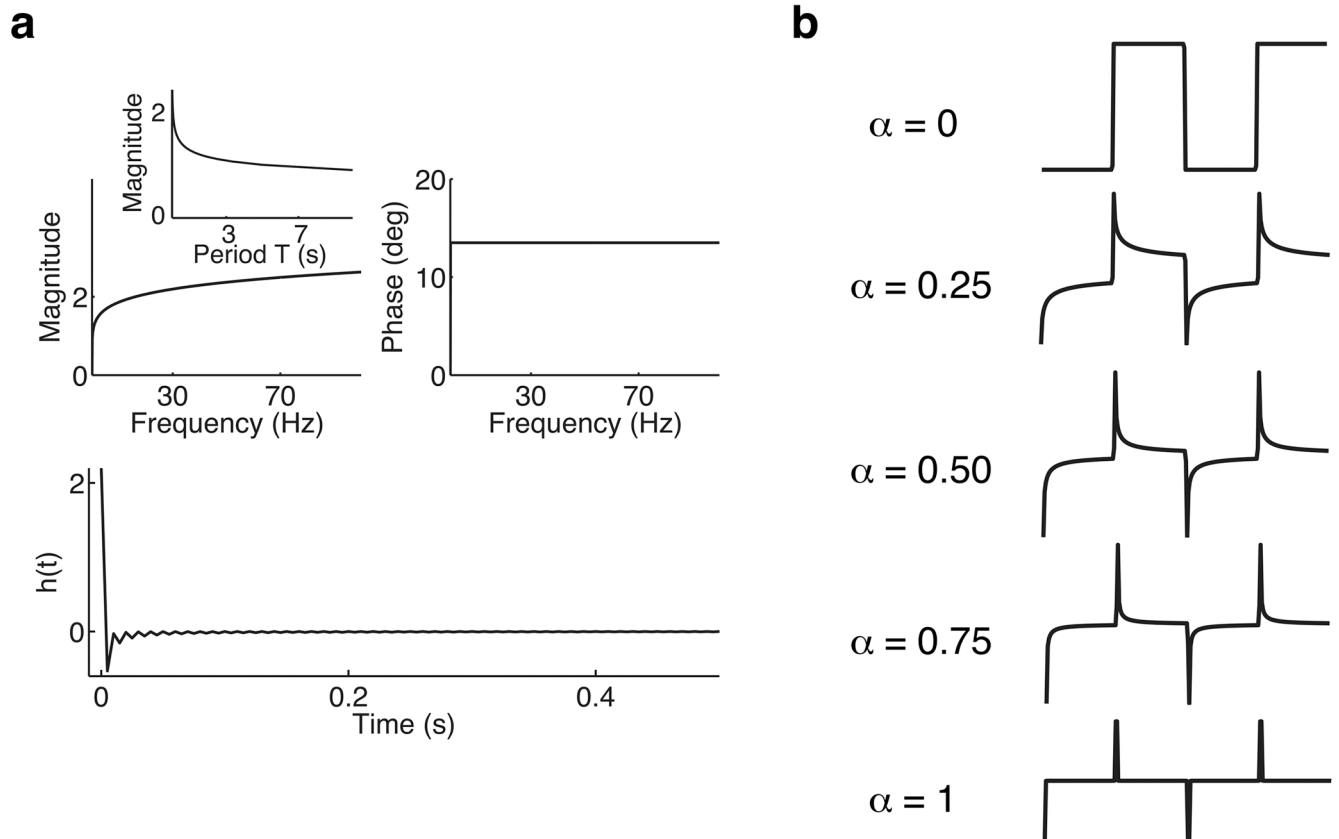 a
b
Magnitude
2
0
3
7
Period T (s)
Magnitude
2
0
30
70
Frequency (Hz)
Phase (deg)
20
10
0
30
70
Frequency (Hz)
h(t)
2
0
0
0.2
0.4
Time (s)
α = 0
α = 0.25
α = 0.50
α = 0.75
α = 1